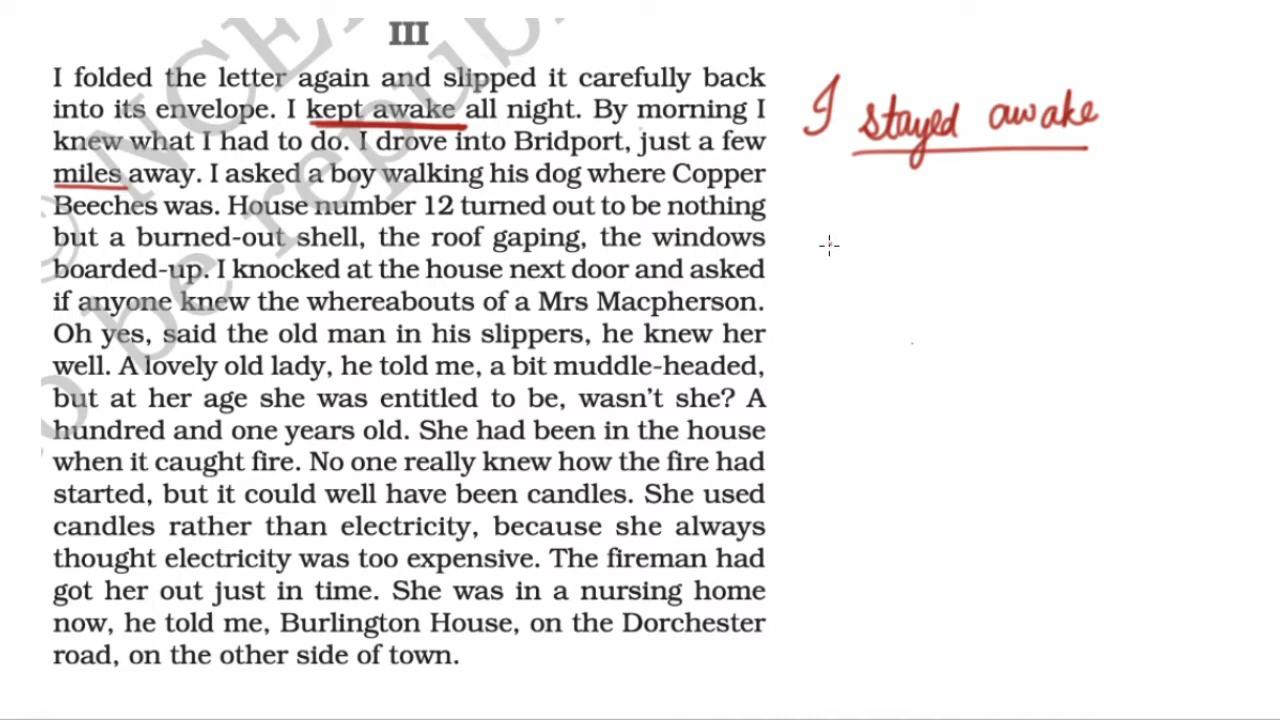 III
I folded the letter again and slipped it carefully back
into its envelope. I kept awake all night. By morning I
knew what I had to do. I drove into Bridport, just a few
miles away. I asked a boy walking his dog where Copper
Beeches was. House number 12 turned out to be nothing
but a burned-out shell, the roof gaping, the windows
boarded-up. I knocked at the house next door and asked
if anyone knew the whereabouts of a Mrs Macpherson.
Oh yes, said the old man in his slippers, he knew her
well. A lovely old lady, he told me, a bit muddle-headed,
but at her age she was entitled to be, wasn't she? A
hundred and one years old. She had been in the house
when it caught fire. No one really knew how the fire had
started, but it could well have been candles. She used
candles rather than electricity, because she always
thought electricity was too expensive. The fireman had
got her out just in time. She was in a nursing home
now, he told me, Burlington House, on the Dorchester
road, on the other side of town.
I stayed awake